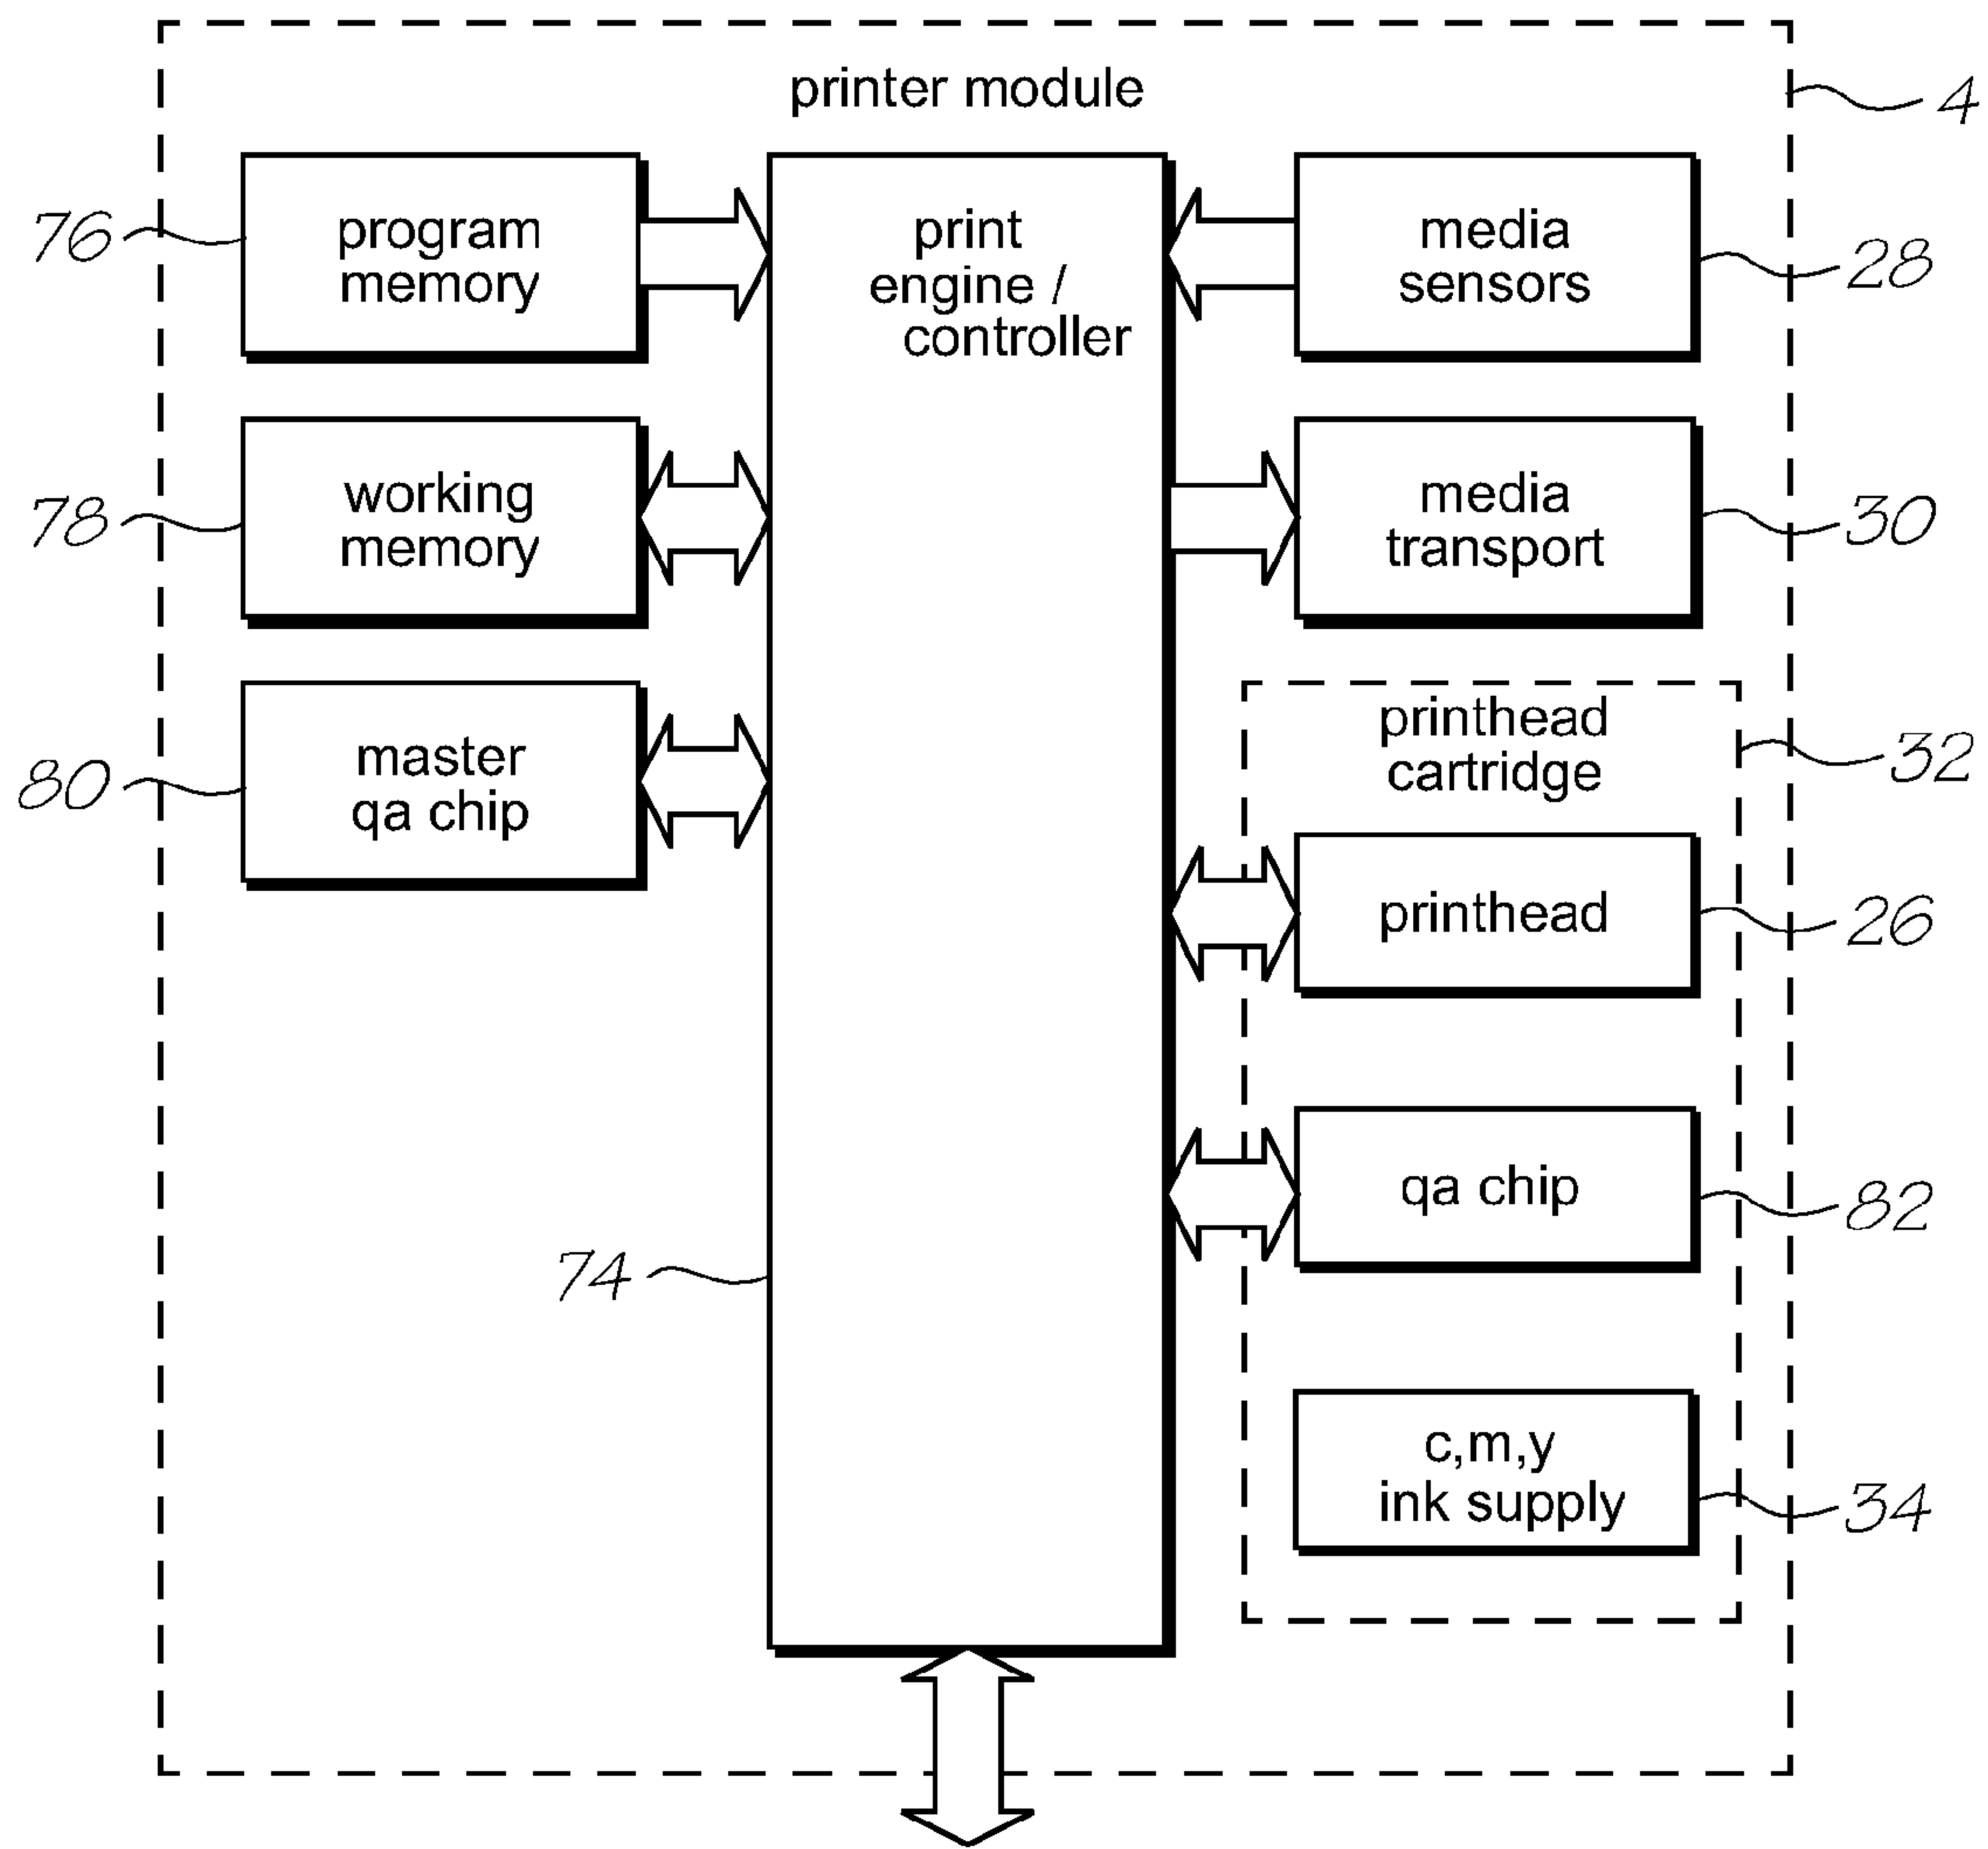 printer module
4
76
program
memory
print
engine /
controller
media
sensors
28
78
working
memory
media
transport
30
80
master
qa chip
printhead
cartridge
32
printhead
26
qa chip
82
74
c,m,y
ink supply
34